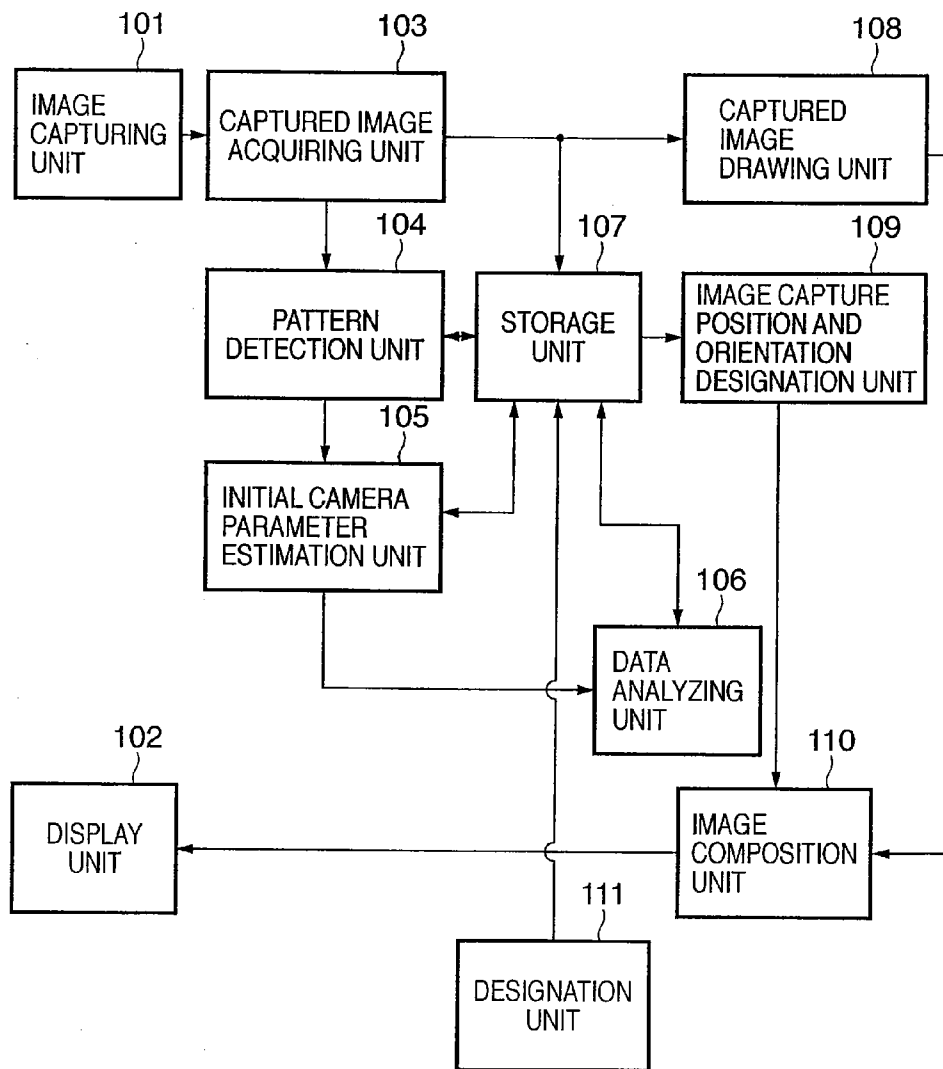 101
103
108
IMAGE
CAPTURING
UNIT
CAPTURED IMAGE
ACQUIRING UNIT
CAPTURED
IMAGE
DRAWING UNIT
104
107
109
PATTERN
DETECTION UNIT
STORAGE
UNIT
IMAGE CAPTURE
POSITION AND
ORIENTATION
DESIGNATION UNIT
105
INITIAL CAMERA
PARAMETER
ESTIMATION UNIT
106
DATA
ANALYZING
UNIT
102
110
DISPLAY
UNIT
IMAGE
COMPOSITION
UNIT
111
DESIGNATION
UNIT